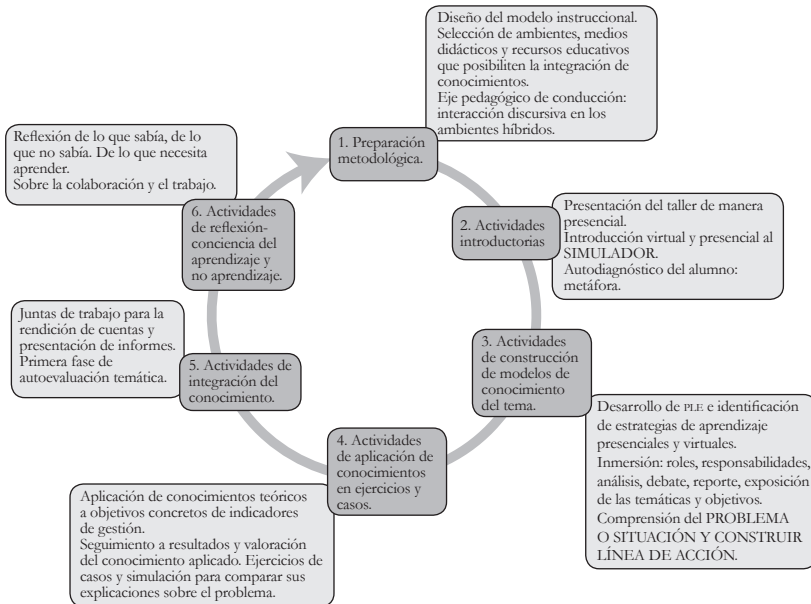 Diseño del modelo instruccional.
Selección de ambientes, medios
didácticos y recursos educativos
que posibiliten la integración de
conocimientos.
Eje pedagógico de conducción:
interacción discursiva en los
ambientes híbridos.
1. Preparación
metodológica.
Presentación del taller de manera
presencial.
Introducción virtual y presencial al
SIMULADOR.
Autodiagnóstico del alumno:
metáfora.
2. Actividades
introductorias
3. Actividades
de construcción
de modelos de
conocimiento
del tema.
Desarrollo de PLE e identificación
de estrategias de aprendizaje
presenciales y virtuales.
Inmersión: roles, responsabilidades,
análisis, debate, reporte, exposición
de las temáticas y objetivos.
Comprensión del PROBLEMA
O SITUACIÓN Y CONSTRUIR
LÍNEA DE ACCIÓN.
4. Actividades
de aplicación de
conocimientos
en ejercicios y
casos.
Aplicación de conocimientos teóricos
a objetivos concretos de indicadores
de gestión.
Seguimiento a resultados y valoración
del conocimiento aplicado. Ejercicios de
casos y simulación para comparar sus
explicaciones sobre el problema.
Juntas de trabajo para la
rendición de cuentas y
presentación de informes.
Primera fase de
autoevaluación temática.
5. Actividades de
integración del
conocimiento.
Reflexión de lo que sabía, de lo
que no sabía. De lo que necesita
aprender.
Sobre la colaboración y el trabajo.
6. Actividades
de reflexión-
conciencia del
aprendizaje y
no aprendizaje.